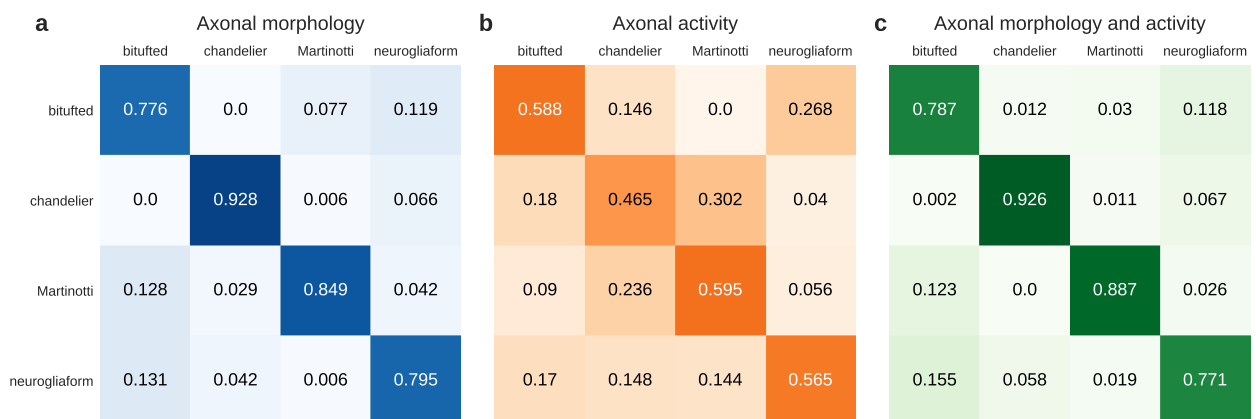 a Axonal morphology b Axonal activity c Axonal morphology and activity
bitufted chandelier Martinotti neurogliaform bitufted chandelier Martinotti neurogliaform bitufted chandelier Martinotti neurogliaform
bitufted 0.776 0.0 0.077 0.119 0.588 0.146 0.0 0.268 0.787 0.012 0.03 0.118
chandelier 0.0 0.928 0.006 0.066 0.18 0.465 0.302 0.04 0.002 0.926 0.011 0.067
Martinotti 0.128 0.029 0.849 0.042 0.09 0.236 0.595 0.056 0.123 0.0 0.887 0.026
neurogliaform 0.131 0.042 0.006 0.795 0.17 0.148 0.144 0.565 0.155 0.058 0.019 0.771